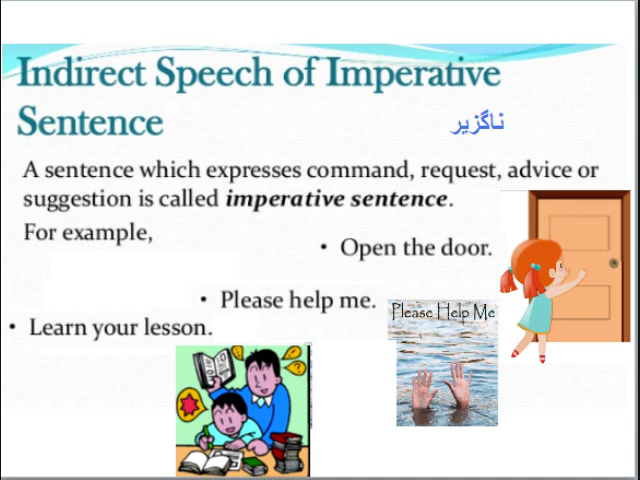 Indirect Speech of Imperative
Sentence
ناگزیر
A sentence which expresses command, request, advice or
suggestion is called imperative sentence.
For example,
• Open the door.
• Please help me.
Please Help Me
• Learn your lesson.